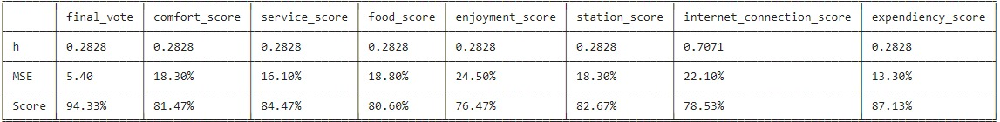 final_vote comfort_score service_score food_score enjoyment_score station_score internet_connection_score expendiency_score
h 0.2828 0.2828 0.2828 0.2828 0.2828 0.2828 0.7071 0.2828
MSE 5.40 18.30% 16.10% 18.80% 24.50% 18.30% 22.10% 13.30%
Score 94.33% 81.47% 84.47% 80.60% 76.47% 82.67% 78.53% 87.13%